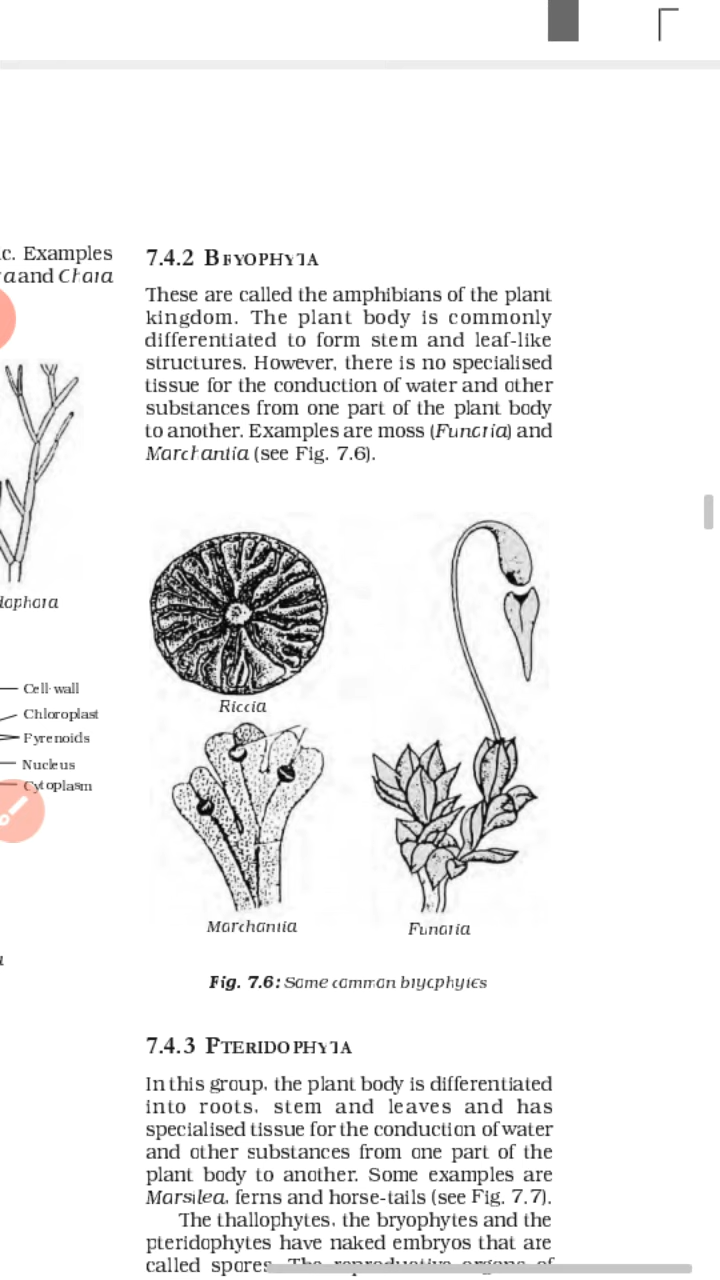 c. Examples
a and Chara
dophora
Cell wall
Chloroplast
Pyrenoids
Nucleus
Cytoplasm
7.4.2 BRYOPHYTA
These are called the amphibians of the plant
kingdom. The plant body is commonly
differentiated to form stem and leaf-like
structures. However, there is no specialised
tissue for the conduction of water and other
substances from one part of the plant body
to another. Examples are moss (Funaria) and
Marchantia (see Fig. 7.6).
Riccia
Marchantia
Funaria
Fig. 7.6: Some common bryophytes
7.4.3 PTERIDOPHYTA
In this group, the plant body is differentiated
into roots, stem and leaves and has
specialised tissue for the conduction of water
and other substances from one part of the
plant body to another. Some examples are
Marsilea, ferns and horse-tails (see Fig. 7.7).
The thallophytes, the bryophytes and the
pteridophytes have naked embryos that are
called spores. The reproductive organs of